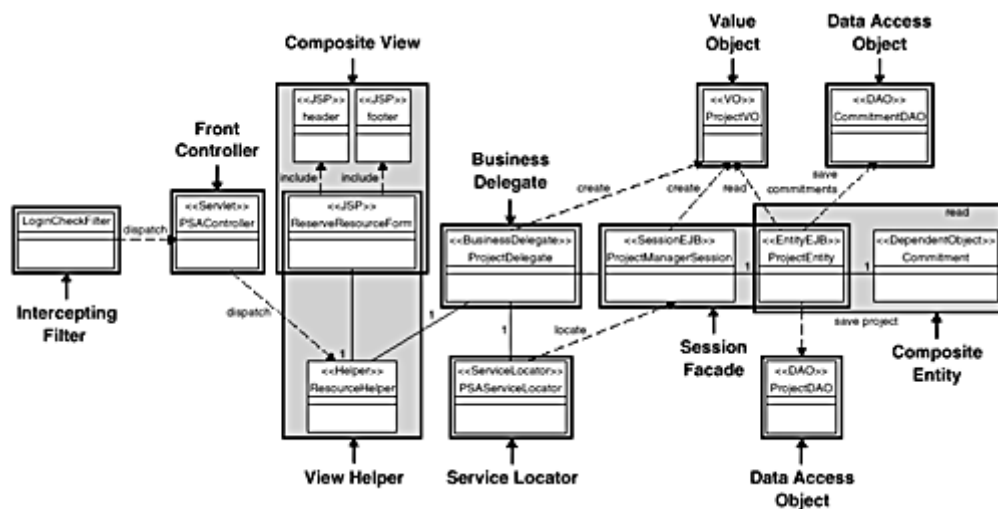 Composite View
Value
Object
Data Access
Object
<<JSP>>
header
<<JSP>>
footer
<<VO>>
ProjectVO
<<DAO>>
CommitmentDAO
Front
Controller
Business
Delegate
include
include
create
create
read
save
commitments
read
LoginCheckFilter
dispatch
<<Servlet>>
PSAController
<<JSP>>
ReserveResourceForm
<<BusinessDelegate>>
ProjectDelegate
<<SessionEJB>>
ProjectManagerSession
<<EntityEJB>>
ProjectEntity
<<DependentObject>>
Commitment
1
1
Intercepting
Filter
dispatch
1
1
1
locate
save project
<<Helper>>
ResourceHelper
<<ServiceLocator>>
PSAServiceLocator
Session
Facade
<<DAO>>
ProjectDAO
Composite
Entity
View Helper
Service Locator
Data Access
Object